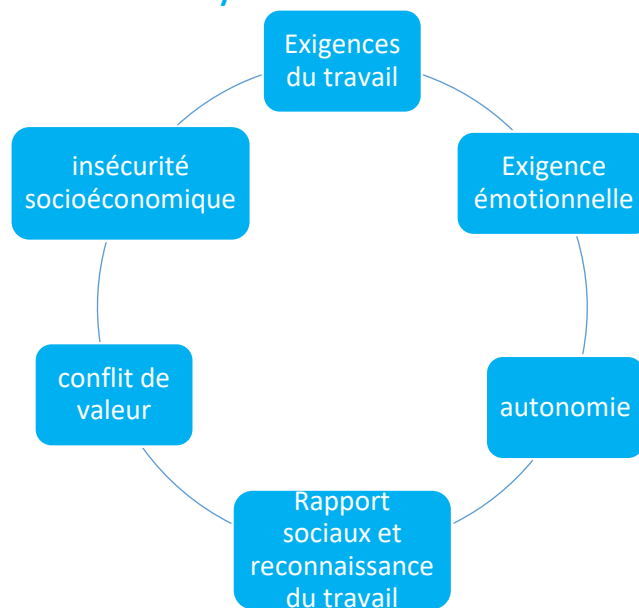 Exigences
du travail
Exigence
émotionnelle
autonomie
Rapport
sociaux et
reconnaissance
du travail
conflit de
valeur
insécurité
socioéconomique